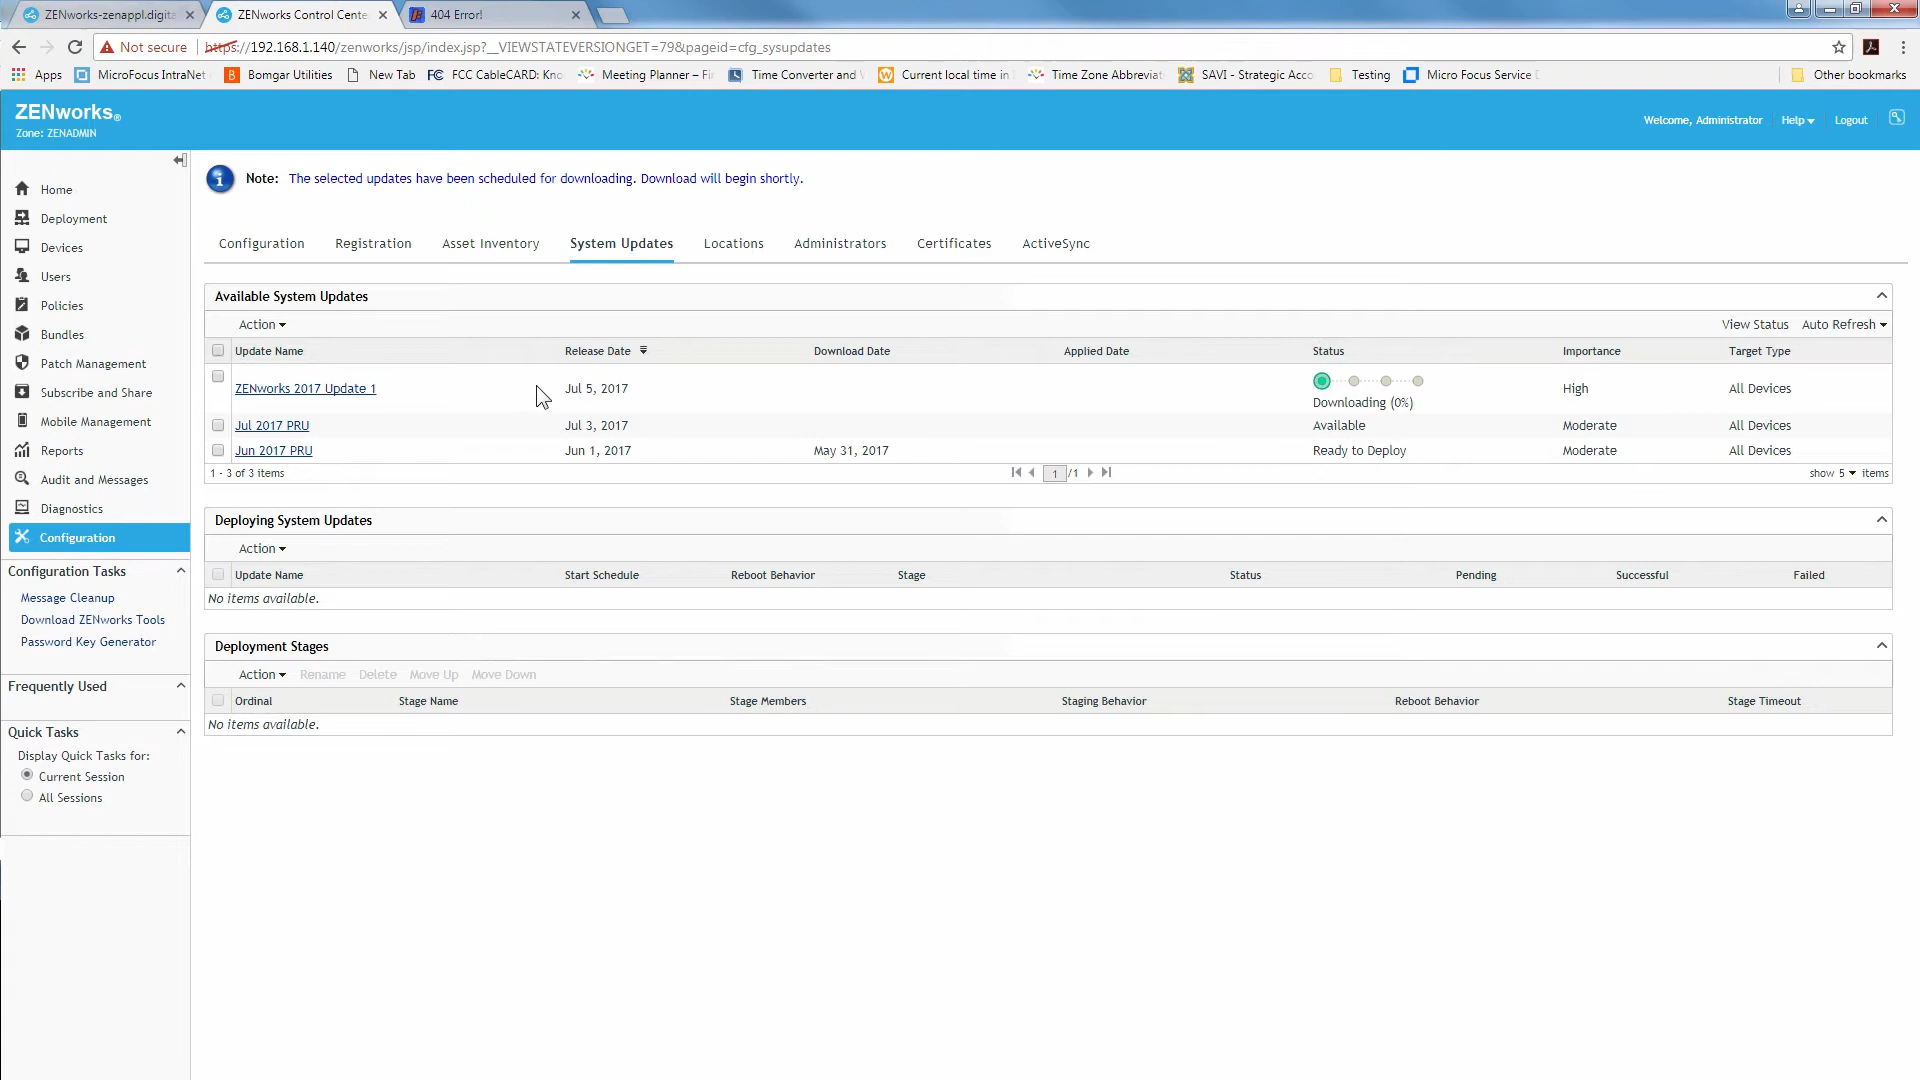 ZENworks-zenappl.digita
ZENworks Control Cente
404 Error!
Not secure https://192.168.1.140/zenworks/jsp/index.jsp?__VIEWSTATEVERSIONGET=79&pageid=cfg_sysupdates
Apps MicroFocus IntraNet Bomgar Utilities New Tab FCC CableCARD: Kno Meeting Planner – Fi Time Converter and Current local time in Time Zone Abbreviat SAVI - Strategic Acco Testing Micro Focus Service Other bookmarks
ZENworks®
Zone: ZENADMIN
Welcome, Administrator Help Logout
Home
Deployment
Devices
Users
Policies
Bundles
Patch Management
Subscribe and Share
Mobile Management
Reports
Audit and Messages
Diagnostics
Configuration
Configuration Tasks
Message Cleanup
Download ZENworks Tools
Password Key Generator
Frequently Used
Quick Tasks
Display Quick Tasks for:
Current Session
All Sessions
Note: The selected updates have been scheduled for downloading. Download will begin shortly.
Configuration Registration Asset Inventory System Updates Locations Administrators Certificates ActiveSync
Available System Updates
Action View Status Auto Refresh
Update Name Release Date Download Date Applied Date Status Importance Target Type
ZENworks 2017 Update 1 Jul 5, 2017 Downloading (0%) High All Devices
Jul 2017 PRU Jul 3, 2017 Available Moderate All Devices
Jun 2017 PRU Jun 1, 2017 May 31, 2017 Ready to Deploy Moderate All Devices
1 - 3 of 3 items 1 /1 show 5 items
Deploying System Updates
Action
Update Name Start Schedule Reboot Behavior Stage Status Pending Successful Failed
No items available.
Deployment Stages
Action Rename Delete Move Up Move Down
Ordinal Stage Name Stage Members Staging Behavior Reboot Behavior Stage Timeout
No items available.